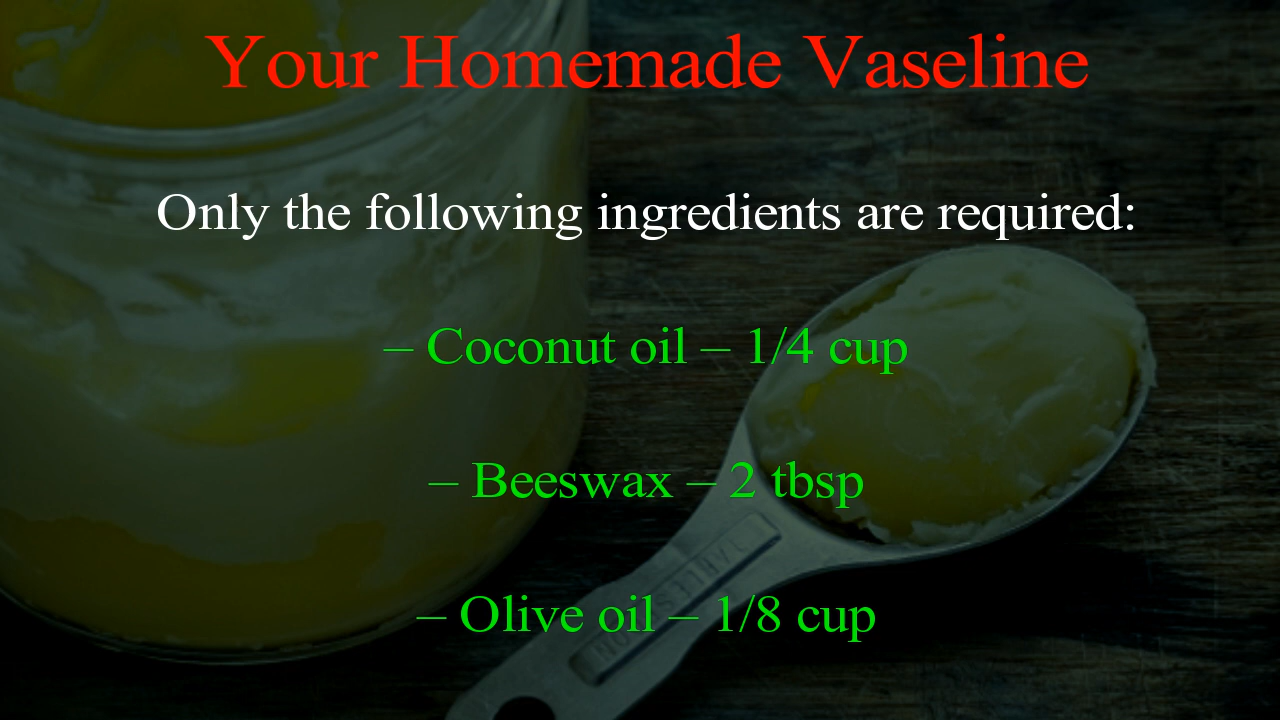 Your Homemade Vaseline
Only the following ingredients are required:
– Coconut oil – 1/4 cup
– Beeswax – 2 tbsp
– Olive oil – 1/8 cup